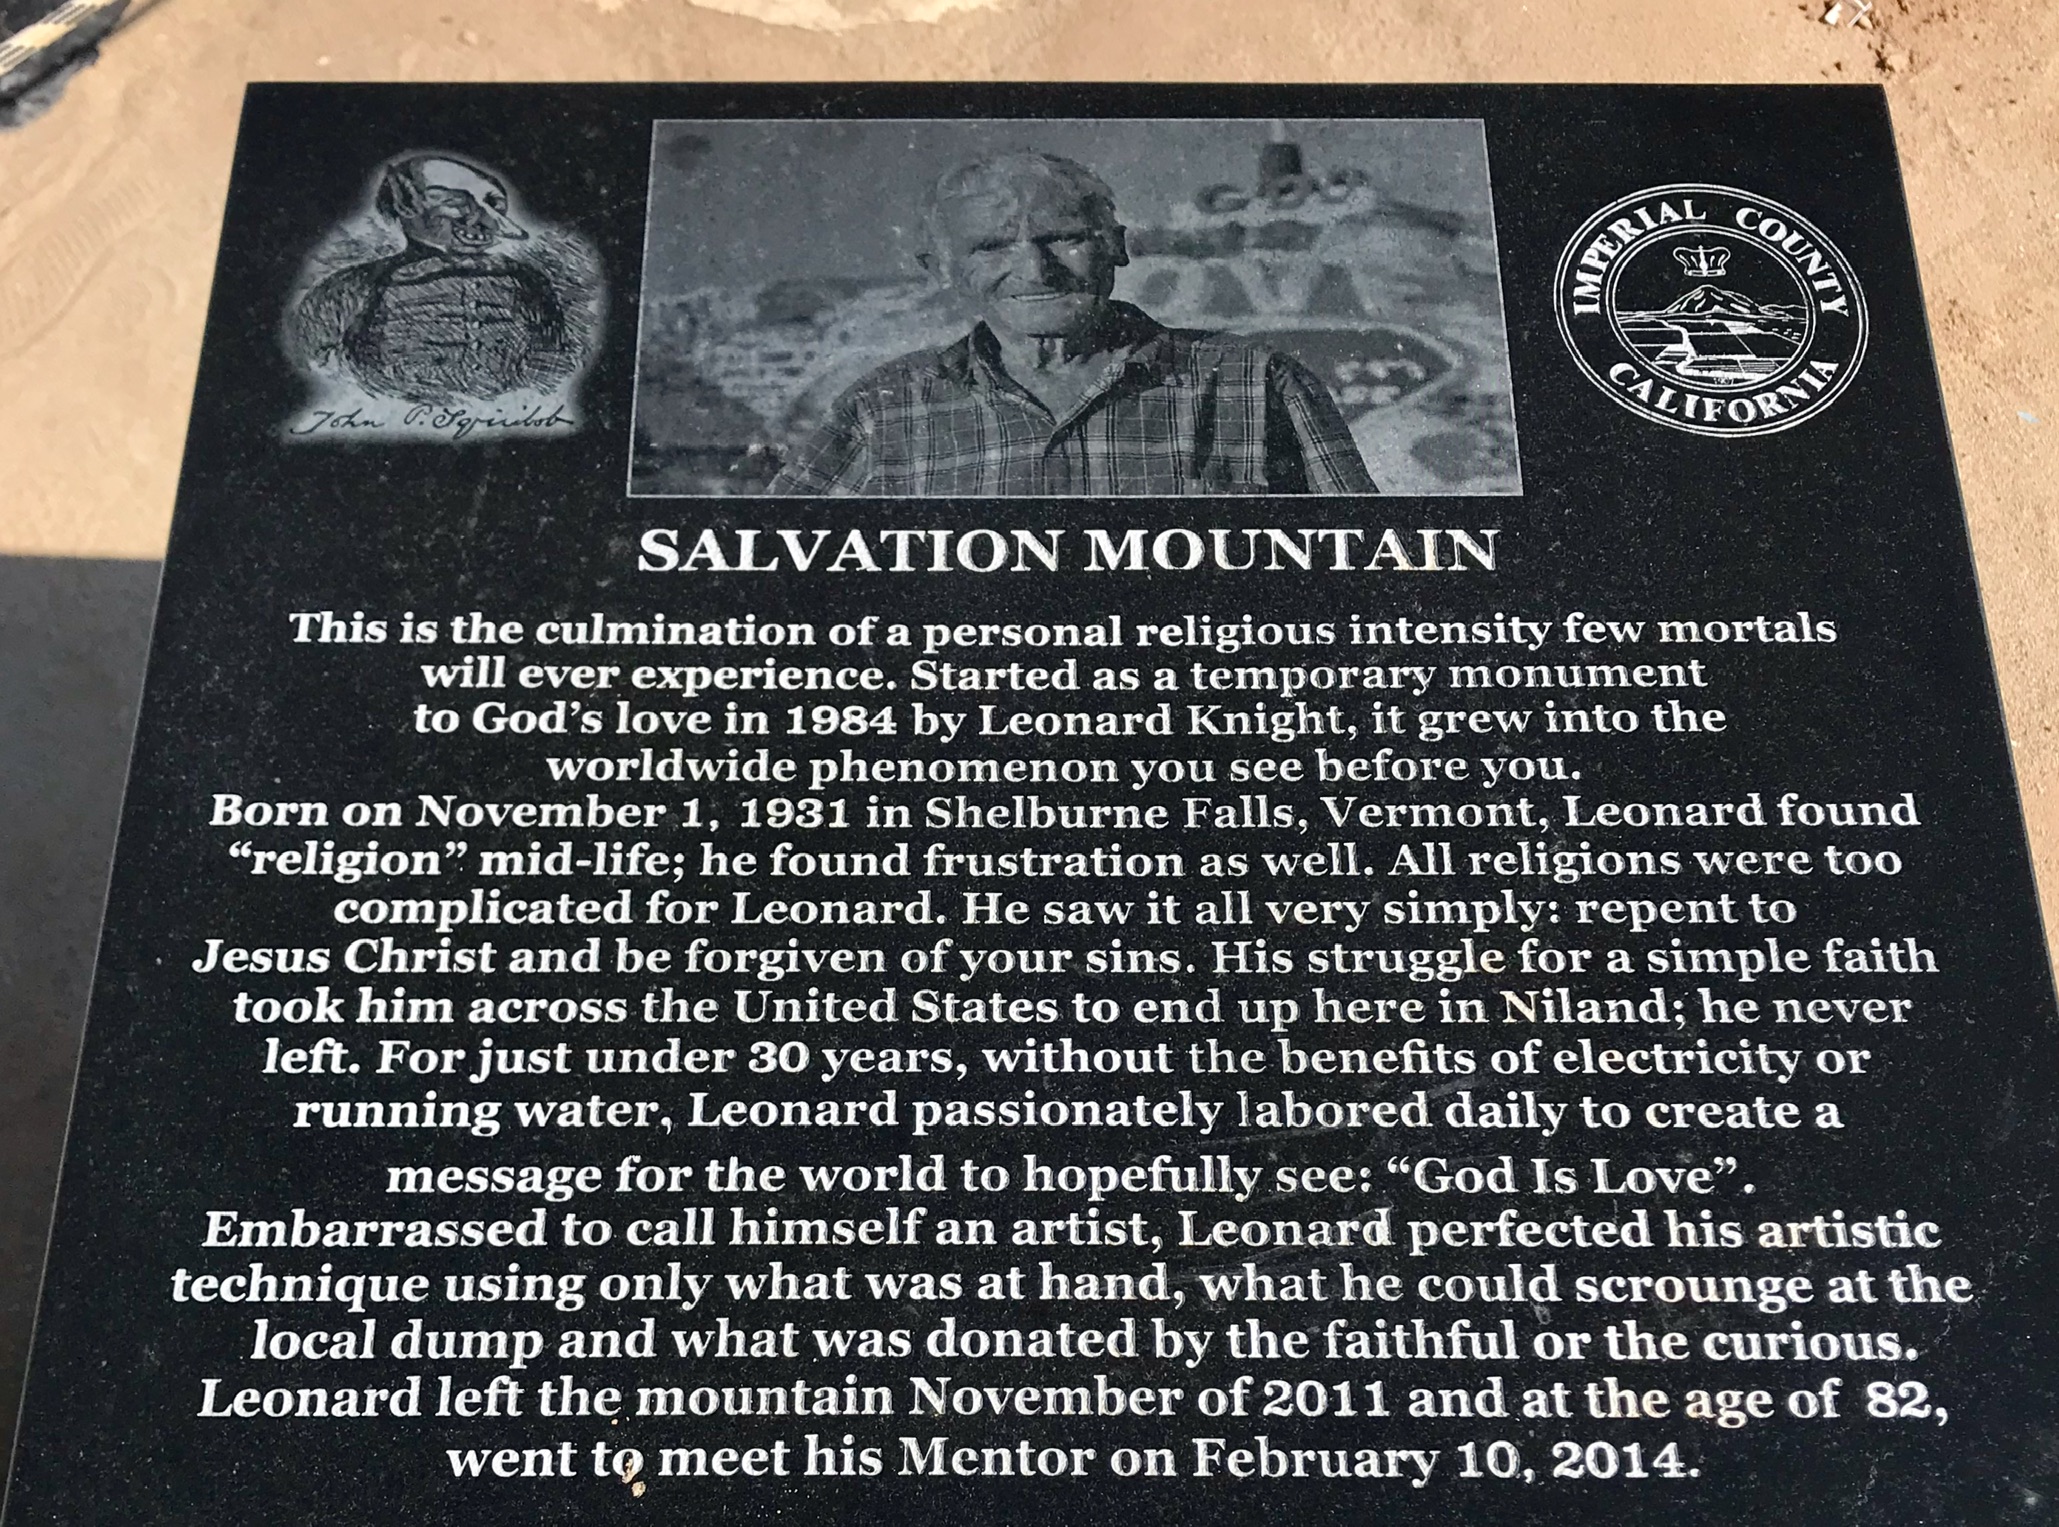 John P. Squibob
GOD
LOVE
IMPERIAL COUNTY
CALIFORNIA
SALVATION MOUNTAIN
This is the culmination of a personal religious intensity few mortals
will ever experience. Started as a temporary monument
to God's love in 1984 by Leonard Knight, it grew into the
worldwide phenomenon you see before you.
Born on November 1, 1931 in Shelburne Falls, Vermont, Leonard found
“religion” mid-life; he found frustration as well. All religions were too
complicated for Leonard. He saw it all very simply: repent to
Jesus Christ and be forgiven of your sins. His struggle for a simple faith
took him across the United States to end up here in Niland; he never
left. For just under 30 years, without the benefits of electricity or
running water, Leonard passionately labored daily to create a
message for the world to hopefully see: “God Is Love”.
Embarrassed to call himself an artist, Leonard perfected his artistic
technique using only what was at hand, what he could scrounge at the
local dump and what was donated by the faithful or the curious.
Leonard left the mountain November of 2011 and at the age of 82,
went to meet his Mentor on February 10, 2014.